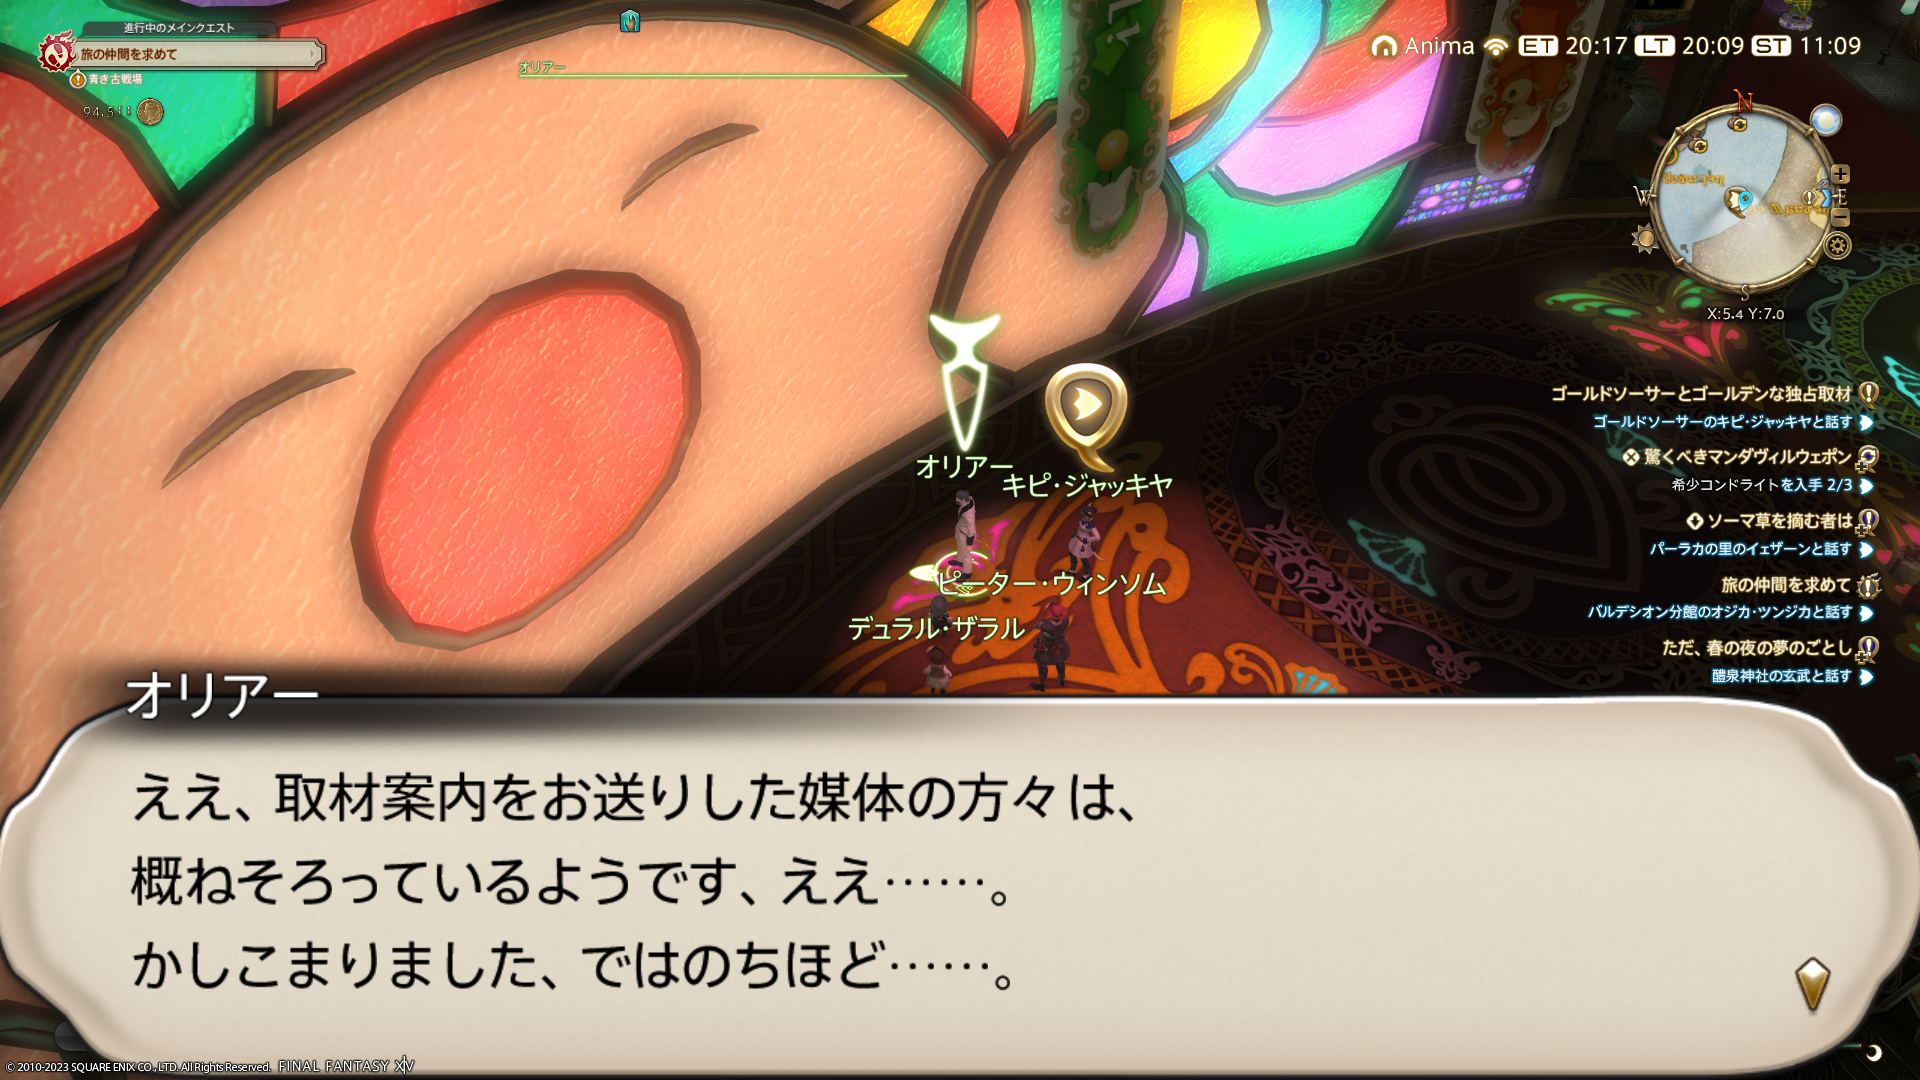 進行中のメインクエスト
旅の仲間を求めて
青き古戦場
オリアー
Anima ET 20:17 LT 20:09 ST 11:09
N
W
E
S
X:5.4 Y:7.0
ゴールドソーサーとゴールデンな独占取材
ゴールドソーサーのキピ・ジャッキヤと話す
驚くべきマンダヴィルウェポン
希少コンドライトを入手 2/3
ソーマ草を摘む者は
パーラカの里のイェザーンと話す
旅の仲間を求めて
バルデシオン分館のオジカ・ツンジカと話す
ただ、春の夜の夢のごとし
醴泉神社の玄武と話す
オリアー
キピ・ジャッキヤ
ピーター・ウィンソム
デュラル・ザラル
オリアー
ええ、取材案内をお送りした媒体の方々は、
概ねそろっているようです、ええ……。
かしこまりました、ではのちほど……。
© 2010-2023 SQUARE ENIX CO., LTD. All Rights Reserved. FINAL FANTASY XIV